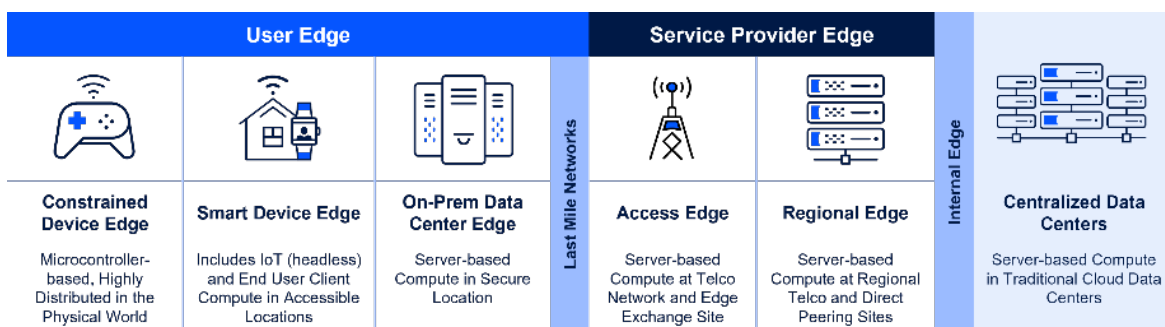 User Edge
Service Provider Edge
Last Mile Networks
Internal Edge
Constrained
Device Edge
Microcontroller-
based, Highly
Distributed in the
Physical World
Smart Device Edge
Includes IoT (headless)
and End User Client
Compute in Accessible
Locations
On-Prem Data
Center Edge
Server-based
Compute in Secure
Location
Access Edge
Server-based
Compute at Telco
Network and Edge
Exchange Site
Regional Edge
Server-based
Compute at Regional
Telco and Direct
Peering Sites
Centralized Data
Centers
Server-based Compute
in Traditional Cloud Data
Centers